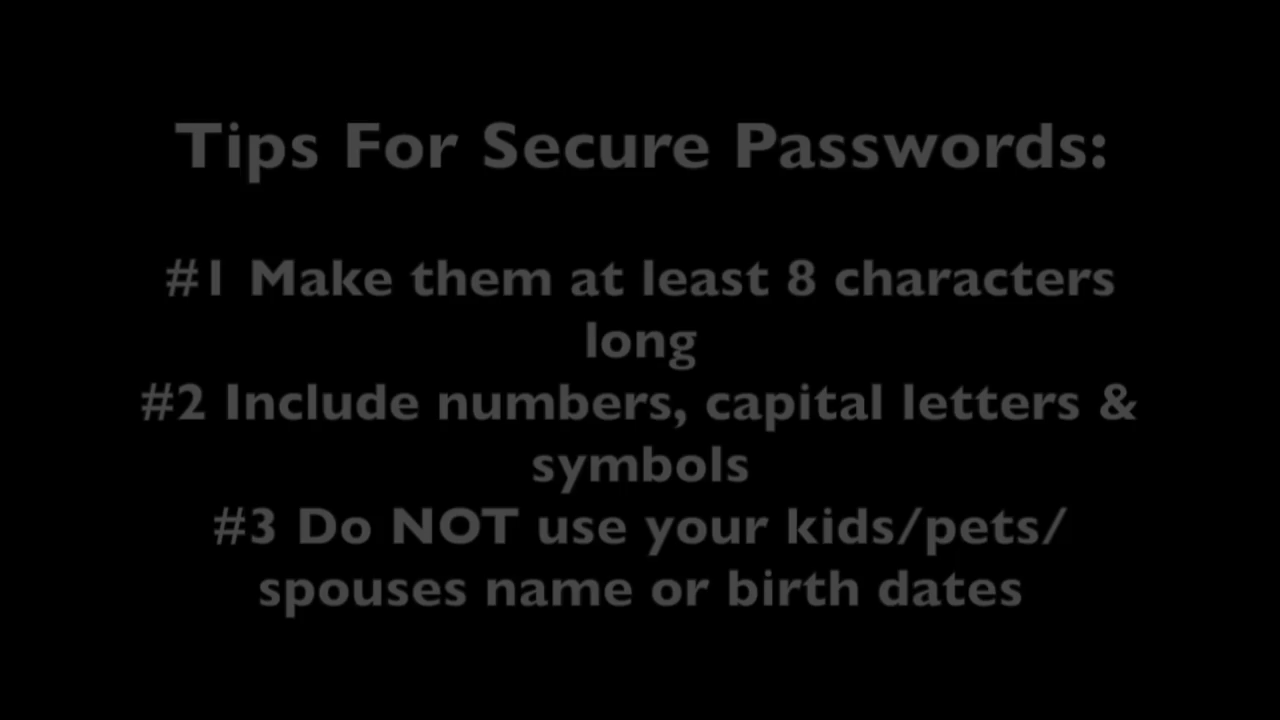 Tips For Secure Passwords:
#1 Make them at least 8 characters
long
#2 Include numbers, capital letters &
symbols
#3 Do NOT use your kids/pets/
spouses name or birth dates